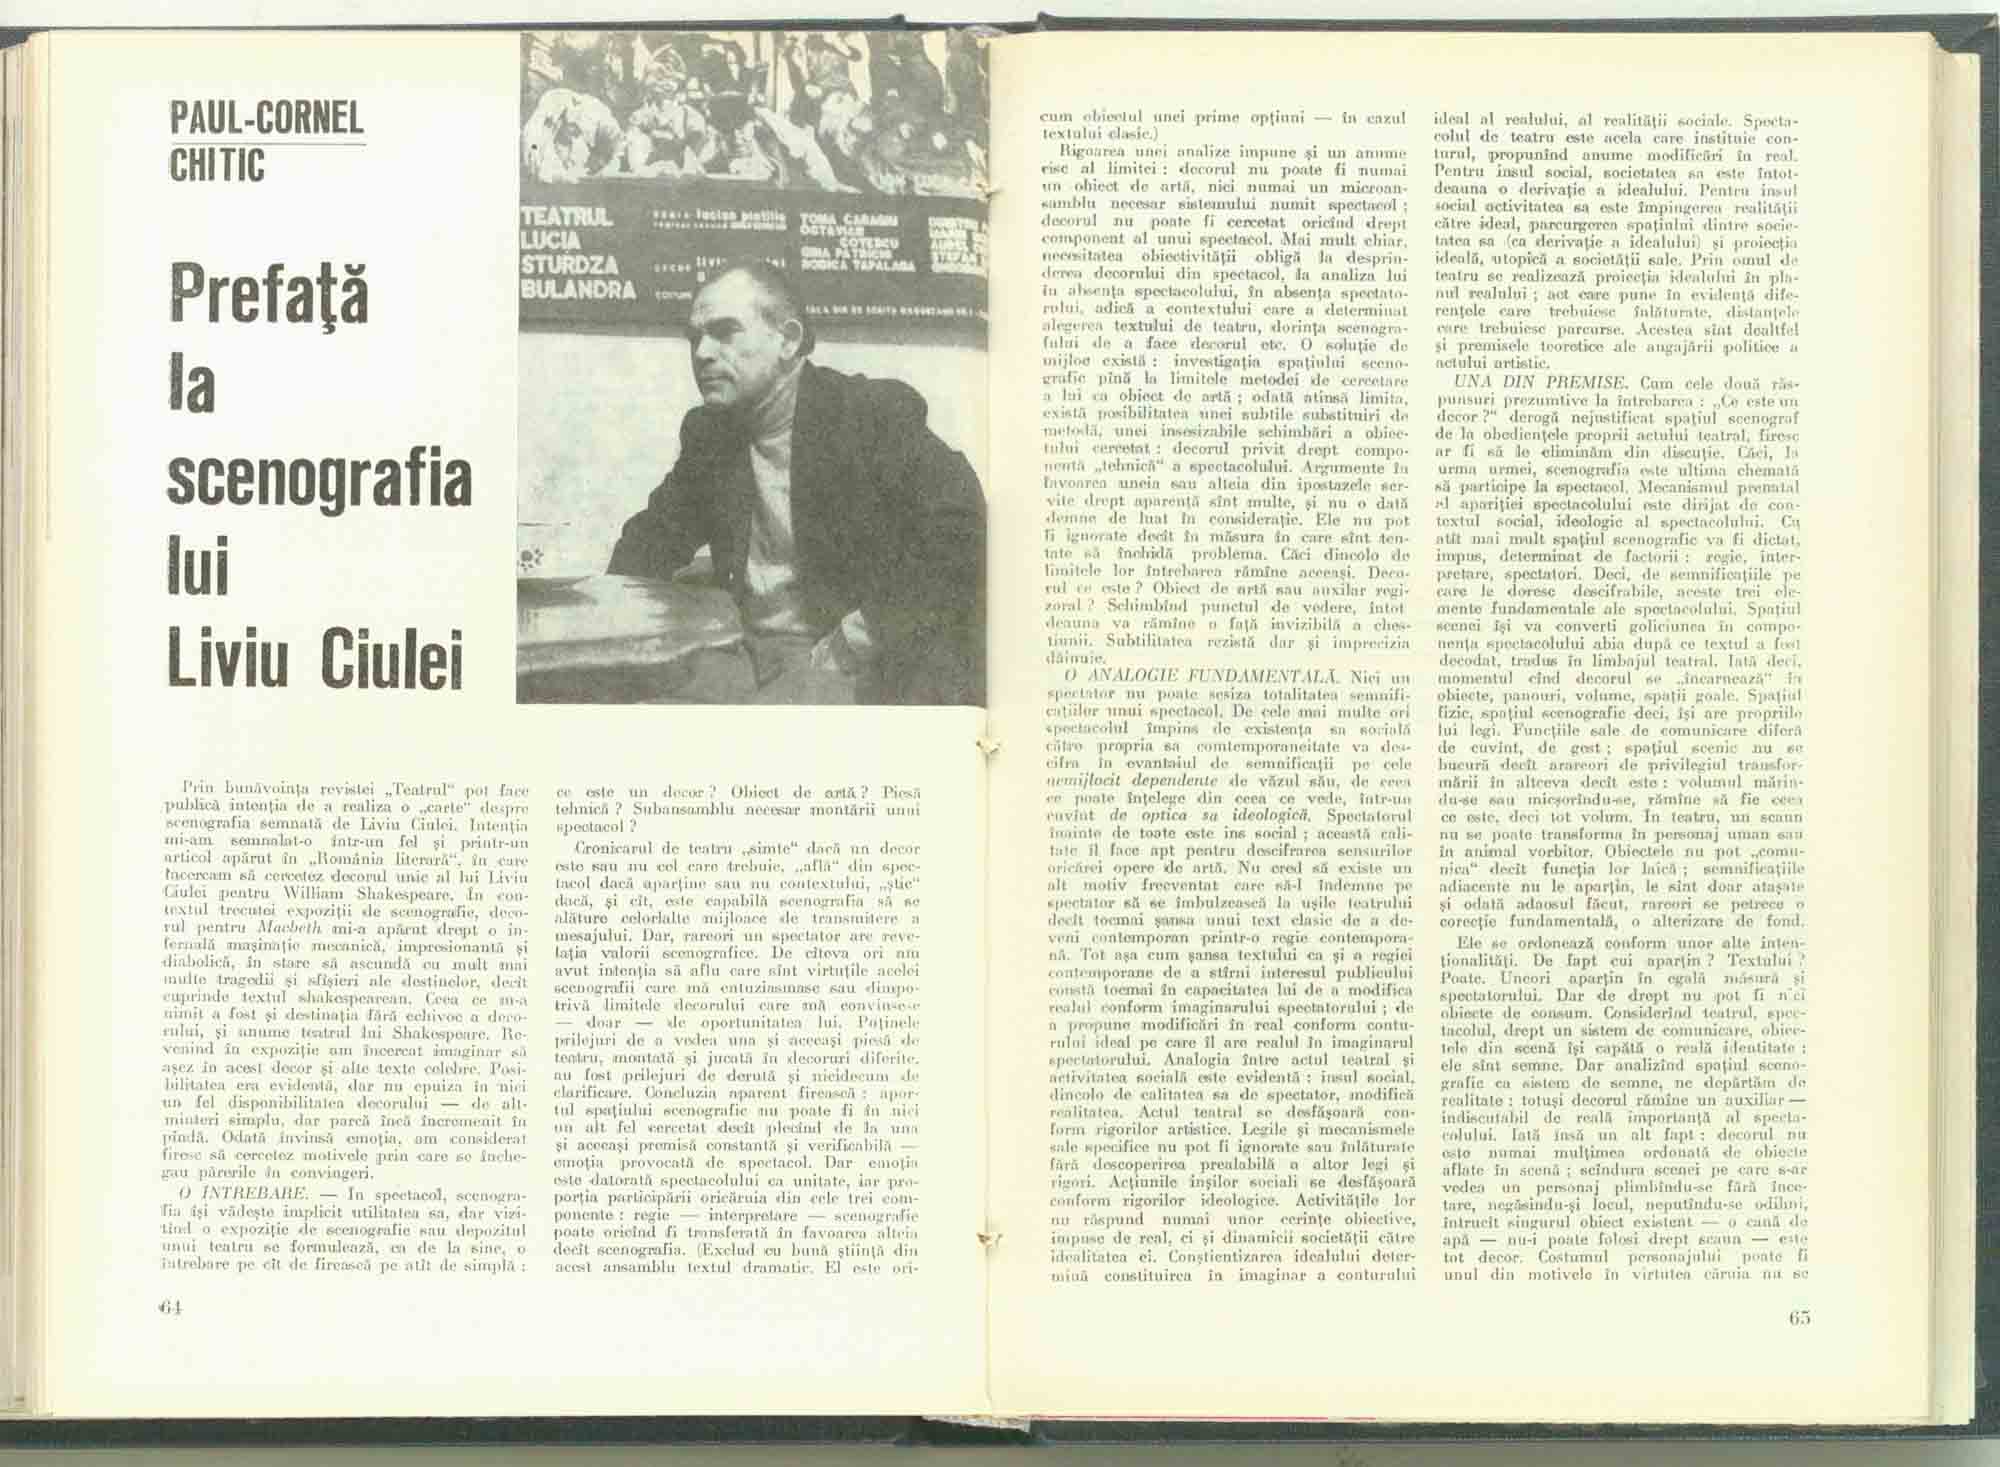 PAUL-CORNEL
CHITIC
Prefaţă
la
scenografia
lui
Liviu Ciulei
TEATRUL
LUCIA
STURDZA
BULANDRA
lucian pintilie
TOMA CARAGIU
OCTAVIAN
COTESCU
GINA PATRICHI
RODICA TAPALAGA
Prin bunăvoinţa revistei „Teatrul“ pot face
publică intenţia de a realiza o „carte“ despre
scenografia semnată de Liviu Ciulei. Intenţia
mi-am semnalat-o într-un fel şi printr-un
articol apărut în „România literară“, în care
încercam să cercetez decorul unic al lui Liviu
Ciulei pentru William Shakespeare. În con-
textul trecutei expoziţii de scenografie, deco-
rul pentru Macbeth mi-a apărut drept o in-
fernală maşinaţie mecanică, impresionantă şi
diabolică, în stare să ascundă cu mult mai
multe tragedii şi sfîşieri ale destinelor, decît
cuprinde textul shakespearean. Ceea ce m-a
uimit a fost şi destinaţia fără echivoc a deco-
rului, şi anume teatrul lui Shakespeare. Re-
venind în expoziţie am încercat imaginar să
aşez în acest decor şi alte texte celebre. Posi-
bilitatea era evidentă, dar nu epuiza în nici
un fel disponibilitatea decorului — de alt-
minteri simplu, dar parcă încă încremenit în
pîndă. Odată învinsă emoţia, am considerat
firesc să cercetez motivele prin care se închе-
gau părerile în convingeri.
O INTREBARE. — In spectacol, scenogra-
fia îşi vădeşte implicit utilitatea sa, dar vizi-
tînd o expoziţie de scenografie sau depozitul
unui teatru se formulează, ca de la sine, o
întrebare pe cît de firească pe atît de simplă :
ce este un decor ? Obiect de artă ? Piesă
tehnică ? Subansamblu necesar montării unui
spectacol ?
Cronicarul de teatru „simte“ dacă un decor
este sau nu cel care trebuie, „află“ din spec-
tacol dacă aparţine sau nu contextului, „ştie“
dacă, şi cît, este capabilă scenografia să se
alăture celorlalte mijloace de transmitere a
mesajului. Dar, rareori un spectator are reve-
laţia valorii scenografice. De cîteva ori am
avut intenţia să aflu care sînt virtuţile acelei
scenografii care mă entuziasmase sau dimpo-
trivă limitele decorului care mă convinsese
— doar — de oportunitatea lui. Puţinele
prilejuri de a vedea una şi aceeaşi piesă de
teatru, montată şi jucată în decoruri diferite,
au fost prilejuri de derută şi nicidecum de
clarificare. Concluzia aparent firească : apor-
tul spaţiului scenografic nu poate fi în nici
un alt fel cercetat decît plecînd de la una
şi aceeaşi premisă constantă şi verificabilă —
emoţia provocată de spectacol. Dar emoţia
este datorată spectacolului ca unitate, iar pro-
porţia participării oricăruia din cele trei com-
ponente : regie — interpretare — scenografie
poate oricînd fi transferată în favoarea alteia
decît scenografia. (Exclud cu bună ştiinţă din
acest ansamblu textul dramatic. El este ori-
64
cum obiectul unei prime opţiuni — în cazul
textului clasic.)
Rigoarea unei analize impune şi un anume
risc al limitei : decorul nu poate fi numai
un obiect de artă, nici numai un microan-
samblu necesar sistemului numit spectacol ;
decorul nu poate fi cercetat oricînd drept
component al unui spectacol. Mai mult chiar,
necesitatea obiectivităţii obligă la desprin-
derea decorului din spectacol, la analiza lui
în absenţa spectacolului, în absenţa spectato-
rului, adică a contextului care a determinat
alegerea textului de teatru, dorinţa scenogra-
fului de a face decorul etc. O soluţie de
mijloc există : investigaţia spaţiului sceno-
grafic pînă la limitele metodei de cercetare
a lui ca obiect de artă ; odată atinsă limita,
există posibilitatea unei subtile substituiri de
metodă, unei insesizabile schimbări a obiec-
tului cercetat : decorul privit drept compo-
nentă „tehnică“ a spectacolului. Argumente în
favoarea uneia sau alteia din ipostazele ser-
vite drept aparenţă sînt multe, şi nu o dată
demne de luat în consideraţie. Ele nu pot
fi ignorate decît în măsura în care sînt ten-
tate să închidă problema. Căci dincolo de
limitele lor întrebarea rămîne aceeaşi. Deco-
rul ce este ? Obiect de artă sau auxilar regi-
zoral ? Schimbînd punctul de vedere, întot
deauna va rămîne o faţă invizibilă a ches-
tiunii. Subtilitatea rezistă dar şi imprecizia
dăinuie.
O ANALOGIE FUNDAMENTALĂ. Nici un
spectator nu poate sesiza totalitatea semnifi-
caţiilor unui spectacol. De cele mai multe ori
spectacolul împins de existenţa sa socială
către propria sa comtemporaneitate va des-
cifra în evantaiul de semnificaţii pe cele
nemijlocit dependente de văzul său, de ceea
ce poate înţelege din ceea ce vede, într-un
cuvînt de optica sa ideologică. Spectatorul
înainte de toate este ins social ; această cali-
tate îl face apt pentru descifrarea sensurilor
oricărei opere de artă. Nu cred să existe un
alt motiv frecventat care să-l îndemne pe
spectator să se îmbulzească la uşile teatrului
decît tocmai şansa unui text clasic de a de-
veni contemporan printr-o regie contempora-
nă. Tot aşa cum şansa textului ca şi a regiei
contemporane de a stîrni interesul publicului
constă tocmai în capacitatea lui de a modifica
realul conform imaginarului spectatorului ; de
a propune modificări în real conform contu-
rului ideal pe care îl are realul în imaginarul
spectatorului. Analogia între actul teatral şi
activitatea socială este evidentă : insul social,
dincolo de calitatea sa de spectator, modifică
realitatea. Actul teatral se desfăşoară con-
form rigorilor artistice. Legile şi mecanismele
sale specifice nu pot fi ignorate sau înlăturate
fără descoperirea prealabilă a altor legi şi
rigori. Acţiunile inşilor sociali se desfăşoară
conform rigorilor ideologice. Activităţile lor
nu răspund numai unor cerinţe obiective,
impuse de real, ci şi dinamicii societăţii către
idealitatea ei. Conştientizarea idealului deter-
mină constituirea în imaginar a conturului
ideal al realului, al realităţii sociale. Specta-
colul de teatru este acela care instituie con-
turul, propunînd anume modificări în real.
Pentru insul social, societatea sa este întot-
deauna o derivaţie a idealului. Pentru insul
social activitatea sa este împingerea realităţii
către ideal, parcurgerea spaţiului dintre socie-
tatea sa (ca derivaţie a idealului) şi proiecţia
ideală, utopică a societăţii sale. Prin omul de
teatru se realizează proiecţia idealului în pla-
nul realului ; act care pune în evidenţă dife-
renţele care trebuiesc înlăturate, distanţele
care trebuiesc parcurse. Acestea sînt dealtfel
şi premisele teoretice ale angajării politice a
actului artistic.
UNA DIN PREMISE. Cum cele două răs-
punsuri prezumtive la întrebarea : „Ce este un
decor ?“ derogă nejustificat spaţiul scenograf
de la obedienţele proprii actului teatral, firesc
ar fi să le eliminăm din discuţie. Căci, la
urma urmei, scenografia este ultima chemată
să participe la spectacol. Mecanismul prenatal
al apariţiei spectacolului este dirijat de con-
textul social, ideologic al spectacolului. Cu
atît mai mult spaţiul scenografic va fi dictat,
impus, determinat de factorii : regie, inter-
pretare, spectatori. Deci, de semnificaţiile pe
care le doresc descifrabile, aceste trei ele-
mente fundamentale ale spectacolului. Spaţiul
scenei îşi va converti goliciunea în compo-
nenţa spectacolului abia după ce textul a fost
decodat, tradus în limbajul teatral. Iată deci,
momentul cînd decorul se „încarnează“ în
obiecte, panouri, volume, spaţii goale. Spaţiul
fizic, spaţiul scenografic deci, îşi are propriile
lui legi. Funcţiile sale de comunicare diferă
de cuvînt, de gest ; spaţiul scenic nu se
bucură decît arareori de privilegiul transfor-
mării în altceva decît este : volumul mărin-
du-se sau micşorîndu-se, rămîne să fie ceea
ce este, deci tot volum. In teatru, un scaun
nu se poate transforma în personaj uman sau
în animal vorbitor. Obiectele nu pot „comu-
nica“ decît funcţia lor laică ; semnificaţiile
adiacente nu le aparţin, le sînt doar ataşate
şi odată adaosul făcut, rareori se petrece o
corecţie fundamentală, o alterizare de fond.
Ele se ordonează conform unor alte inten-
ţionalităţi. De fapt cui aparţin ? Textului ?
Poate. Uneori aparţin în egală măsură şi
spectatorului. Dar de drept nu pot fi nici
obiecte de consum. Considerînd teatrul, spec-
tacolul, drept un sistem de comunicare, obiec-
tele din scenă îşi capătă o reală identitate :
ele sînt semne. Dar analizînd spaţiul sceno-
grafic ca sistem de semne, ne depărtăm de
realitate : totuşi decorul rămîne un auxiliar —
indiscutabil de reală importanţă al specta-
colului. Iată însă un alt fapt : decorul nu
este numai mulţimea ordonată de obiecte
aflate în scenă ; scîndura scenei pe care s-ar
vedea un personaj plimbîndu-se fără înce-
tare, negăsindu-şi locul, neputîndu-se odihni,
întrucît singurul obiect existent — o cană de
apă — nu-i poate folosi drept scaun — este
tot decor. Costumul personajului poate fi
unul din motivele în virtutea căruia nu se
65